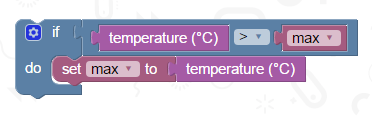 if temperature (°C) > max
do set max to temperature (°C)